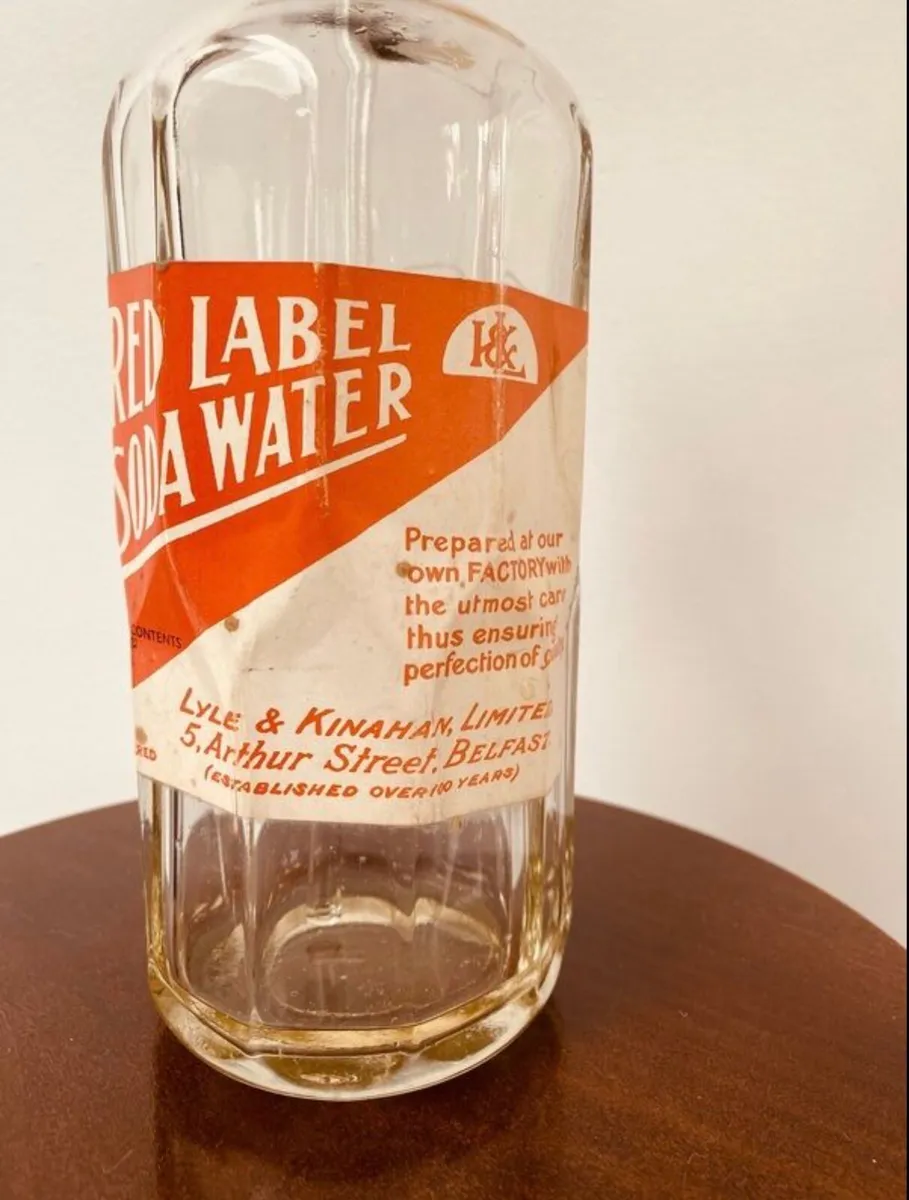 RED LABEL
SODA WATER
L&K
Prepared at our
own FACTORY with
the utmost care
thus ensuring
perfection of
CONTENTS
LYLE & KINAHAN, LIMITED
5, Arthur Street, BELFAST.
(ESTABLISHED OVER 100 YEARS)